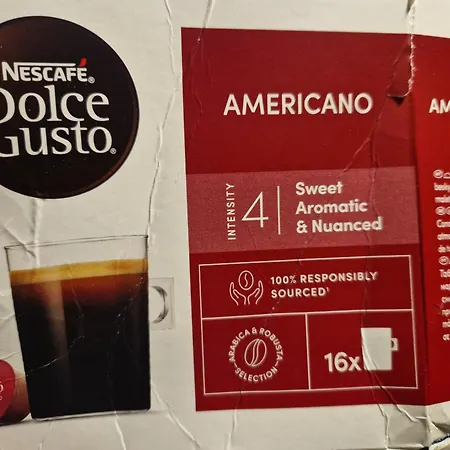 NESCAFÉ®
Dolce
Gusto®
AMERICANO
INTENSITY
4
Sweet
Aromatic
& Nuanced
100% RESPONSIBLY
SOURCED¹
ARABICA & ROBUSTA
SELECTION
16x
AM